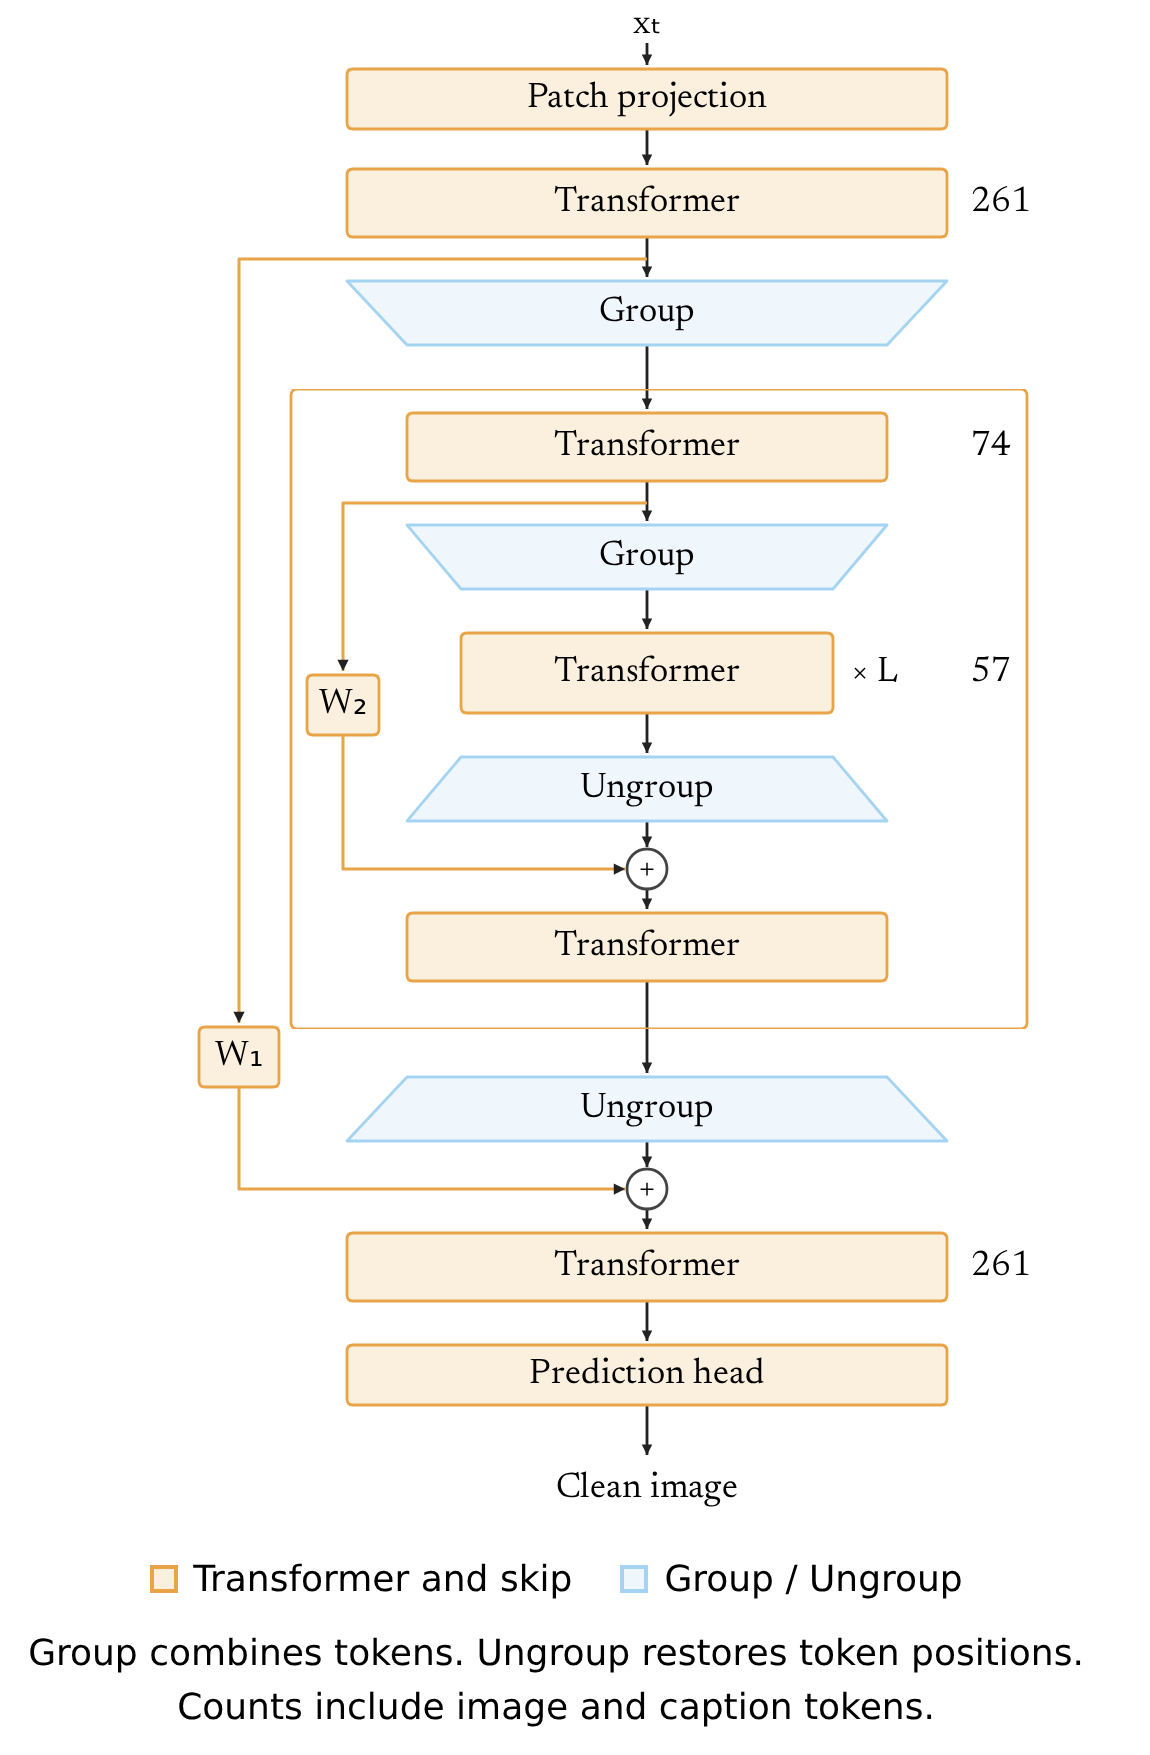 xₜ
Patch projection
Transformer 261
Group
Transformer 74
Group
Transformer × L 57
W₂
Ungroup
+
Transformer
W₁
Ungroup
+
Transformer 261
Prediction head
Clean image
Transformer and skip Group / Ungroup
Group combines tokens. Ungroup restores token positions.
Counts include image and caption tokens.